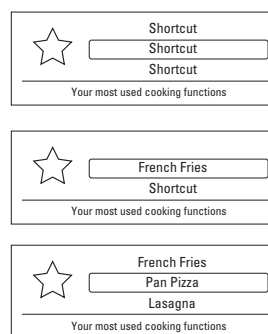 Shortcut
Shortcut
Shortcut
Your most used cooking functions
French Fries
Shortcut
Your most used cooking functions
French Fries
Pan Pizza
Lasagna
Your most used cooking functions